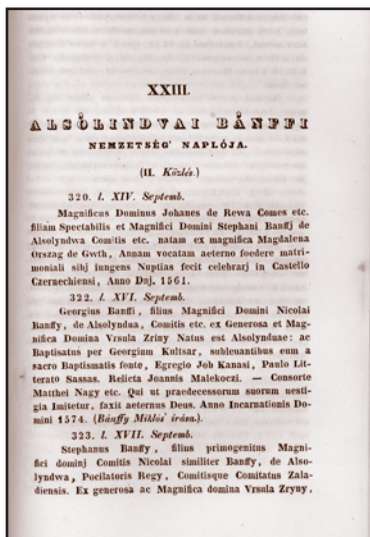 XXIII.
ALSÓLINDVAI BÁNFFI
NEMZETSÉG' NAPLÓJA.
(II. Közlés.)
320. l. XIV. Septemb.
Magnificus Dominus Johanes de Rewa Comes etc.
filiam Spectabilis et Magnifici Domini Stephani Banffj de
Alsolyndwa Comitis etc. natam ex magnifica Magdalena
Orszag de Gwth, Annam vocatam aeterno foedere matri-
moniali sibj iungens Nuptias fecit celebrarj in Castello
Czernechiensi, Anno Dnj. 1561.
322. l. XVI. Septemb.
Georgius Banffi, filius Magnifici Domini Nicolai
Banffy, de Alsolyndua, Comitis etc. ex Generosa et Mag-
nifica Domina Vrsula Zriny Natus est Alsolynduae: ac
Baptisatus per Georgium Kultsar, subleuantibus eum a
sacro Baptismatis fonte, Egregio Job Kanasi, Paulo Lit-
terato Sassas. Relicta Joannis Malekoczi. — Consorte
Matthei Nagy etc. Qui ut praedecessorum suorum uesti-
gia Imitetur, faxit aeternus Deus. Anno Incarnationis Do-
mini 1574. (Bánffy Miklós' irása.).
323. l. XVII. Septemb.
Stephanus Banffy, filius primogenitus Magni-
fici dominj Comitis Nicolai similiter Banffy, de Also-
lyndwa, Pocilatoris Regy, Comitisque Comitatus Zala-
diensis. Ex generosa ac Magnifica domina Vrsula Zryny,